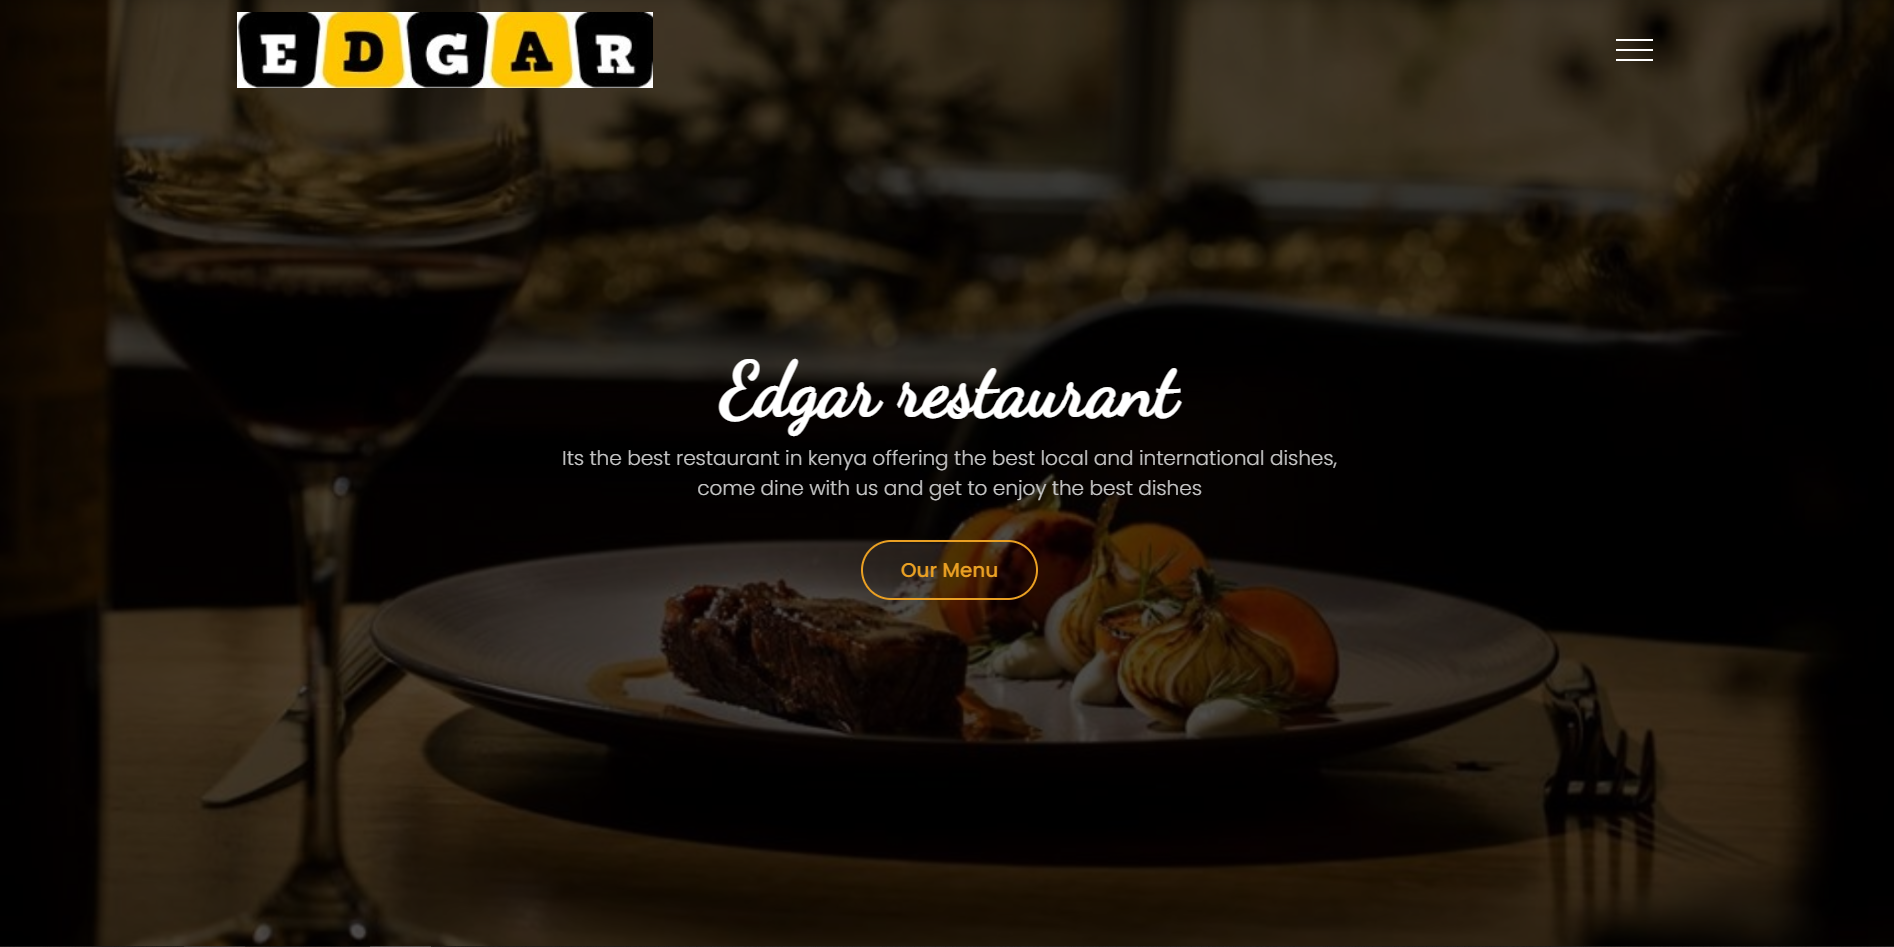 EDGAR
Edgar restaurant
Its the best restaurant in kenya offering the best local and international dishes,
come dine with us and get to enjoy the best dishes
Our Menu